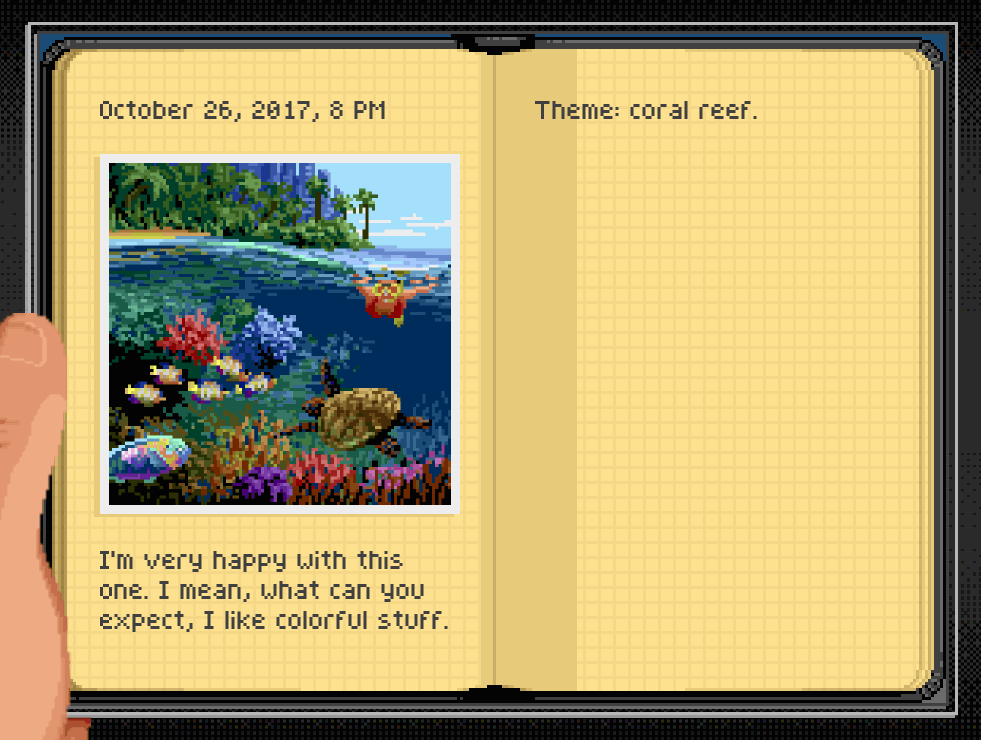 October 26, 2017, 8 PM
I'm very happy with this
one. I mean, what can you
expect, I like colorful stuff.
Theme: coral reef.